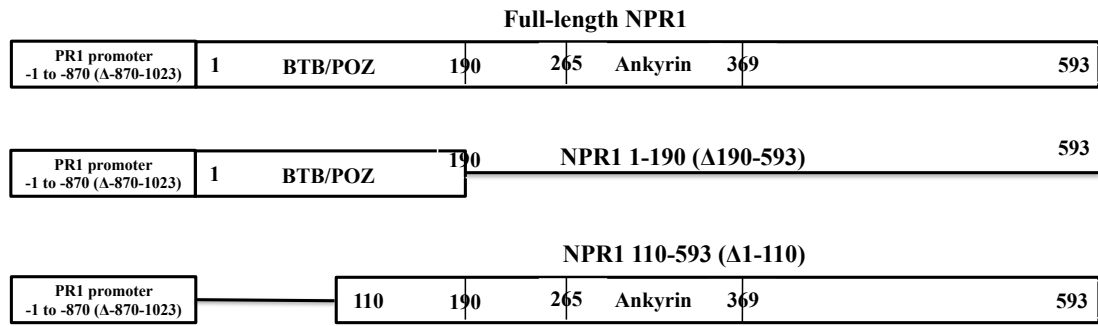 Full-length NPR1
PR1 promoter
-1 to -870 (Δ-870-1023)
1 BTB/POZ 190 265 Ankyrin 369 593
PR1 promoter
-1 to -870 (Δ-870-1023)
1 BTB/POZ 190 NPR1 1-190 (Δ190-593) 593
NPR1 110-593 (Δ1-110)
PR1 promoter
-1 to -870 (Δ-870-1023)
110 190 265 Ankyrin 369 593